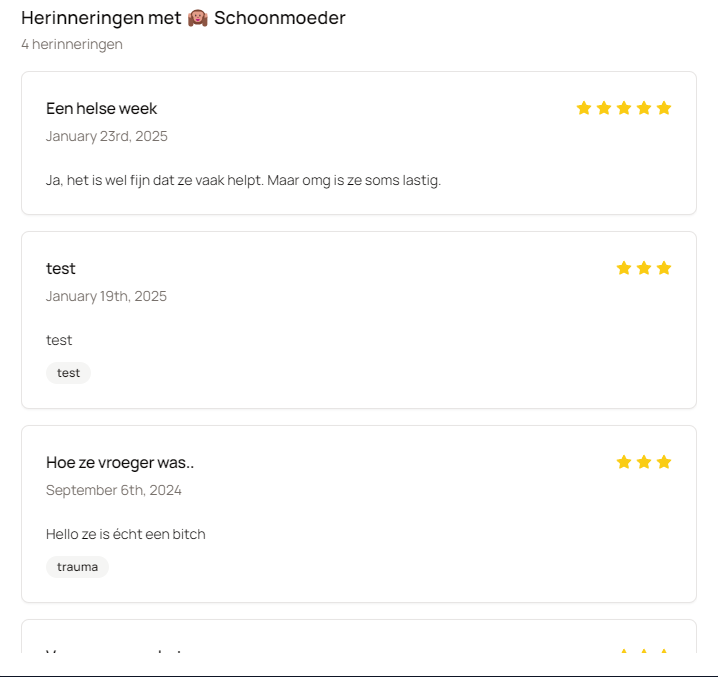 Herinneringen met 🙈 Schoonmoeder
4 herinneringen
Een helse week
January 23rd, 2025
Ja, het is wel fijn dat ze vaak helpt. Maar omg is ze soms lastig.
test
January 19th, 2025
test
test
Hoe ze vroeger was..
September 6th, 2024
Hello ze is écht een bitch
trauma